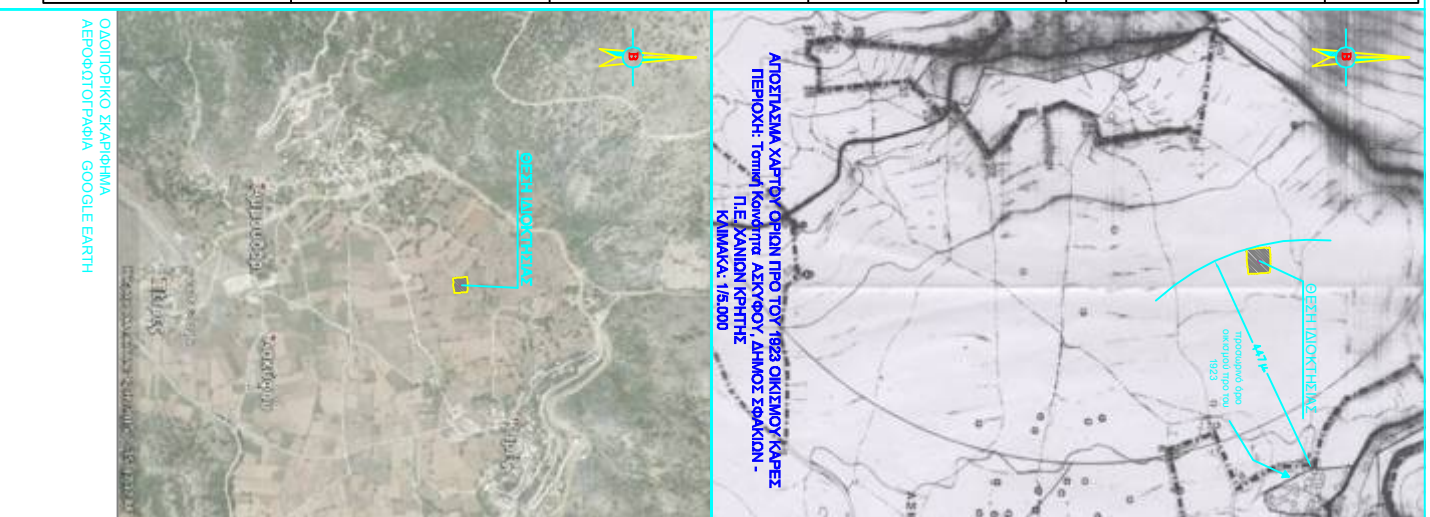 ΟΔΟΙΠΟΡΙΚΟ ΣΚΑΡΙΦΗΜΑ
ΑΕΡΟΦΩΤΟΓΡΑΦΙΑ GOOGLE EARTH
Β
ΘΕΣΗ ΙΔΙΟΚΤΗΣΙΑΣ
ΑΠΟΣΠΑΣΜΑ ΧΑΡΤΟΥ ΟΡΙΩΝ ΠΡΟ ΤΟΥ 1923 ΟΙΚΙΣΜΟΥ ΚΑΡΕΣ
ΠΕΡΙΟΧΗ: Τοπική Κοινότητα ΑΣΚΥΦΟΥ, ΔΗΜΟΣ ΣΦΑΚΙΩΝ -
Π.Ε. ΧΑΝΙΩΝ ΚΡΗΤΗΣ
ΚΛΙΜΑΚΑ: 1/5.000
Β
ΘΕΣΗ ΙΔΙΟΚΤΗΣΙΑΣ
447μ
προσωρινό όριο
οικισμού προ του
1923